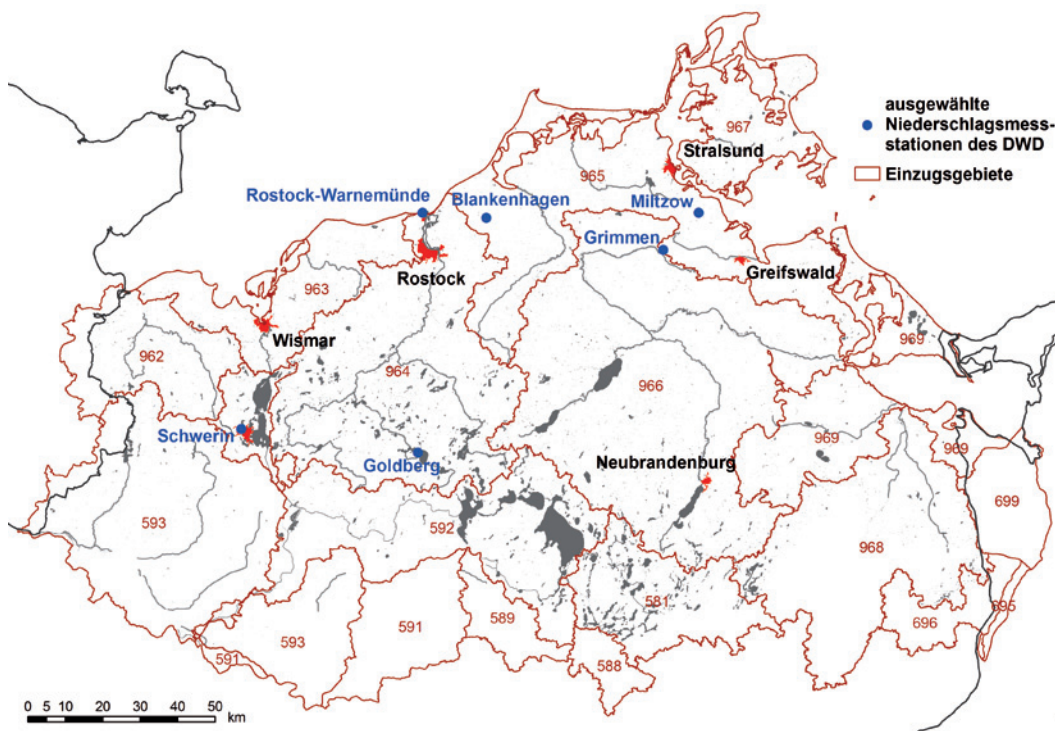 ausgewählte
Niederschlagsmess-
stationen des DWD
Einzugsgebiete
967
Stralsund
965
Rostock-Warnemünde
Blankenhagen
Miltzow
Grimmen
Rostock
Greifswald
963
Wismar
962
969
964
966
Schwerin
Goldberg
969
969
Neubrandenburg
699
593
592
968
581
695
589
696
591
593
591
588
0 5 10 20 30 40 50
km